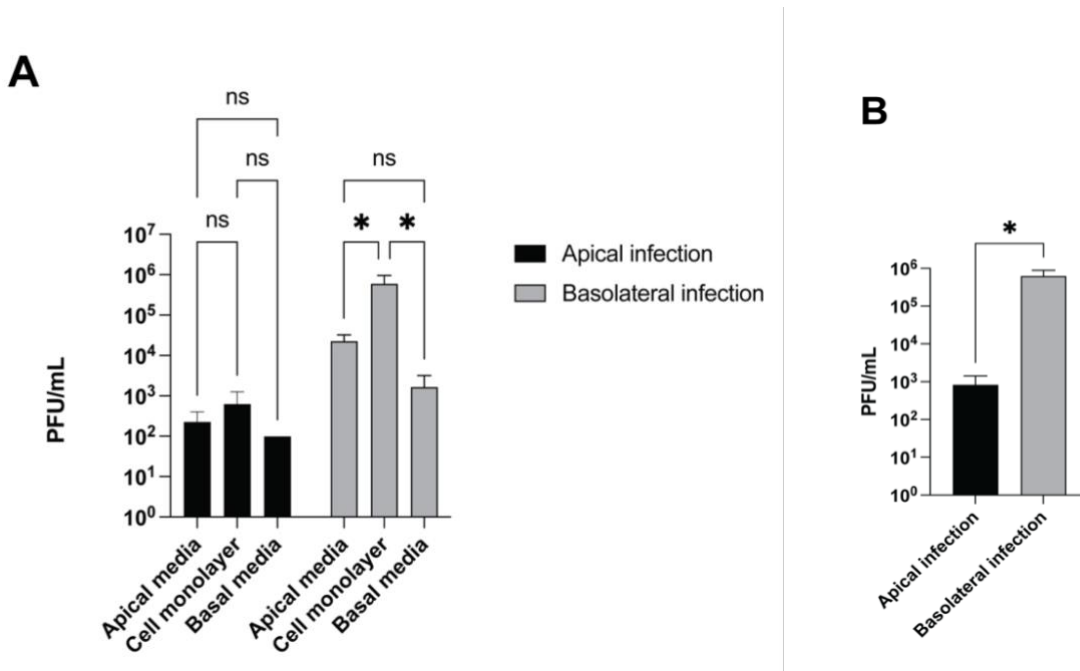 A
ns
ns
ns
ns
* *
PFU/mL
10⁷
10⁶
10⁵
10⁴
10³
10²
10¹
10⁰
Apical media
Cell monolayer
Basal media
Apical media
Cell monolayer
Basal media
Apical infection
Basolateral infection
B
*
PFU/mL
10⁶
10⁵
10⁴
10³
10²
10¹
10⁰
Apical infection
Basolateral infection